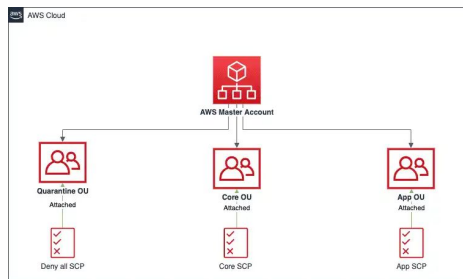 aws AWS Cloud
AWS Master Account
Quarantine OU Core OU App OU
Attached Attached Attached
Deny all SCP Core SCP App SCP